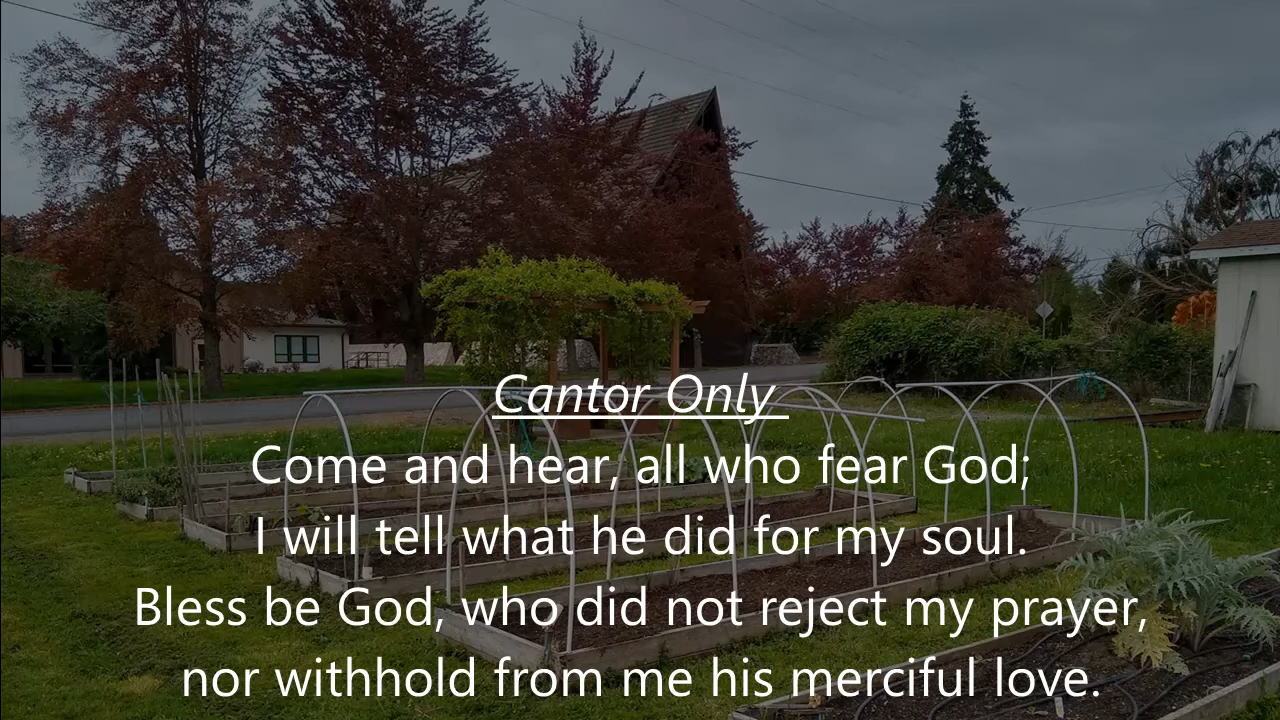 Cantor Only
Come and hear, all who fear God;
I will tell what he did for my soul.
Bless be God, who did not reject my prayer,
nor withhold from me his merciful love.